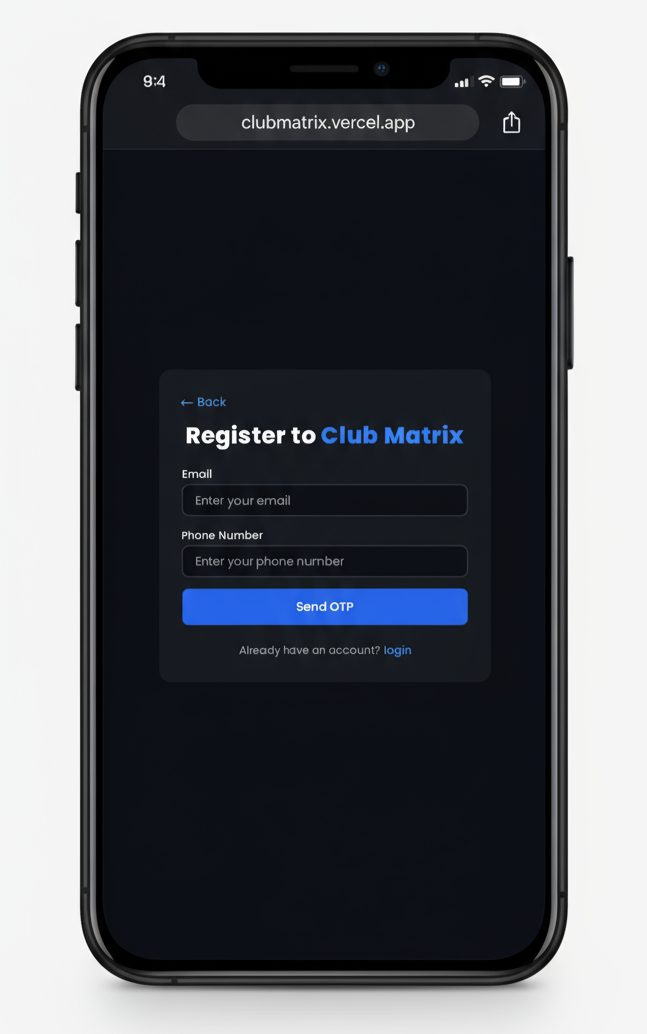 9:4
clubmatrix.vercel.app
← Back
Register to Club Matrix
Email
Enter your email
Phone Number
Enter your phone number
Send OTP
Already have an account? login